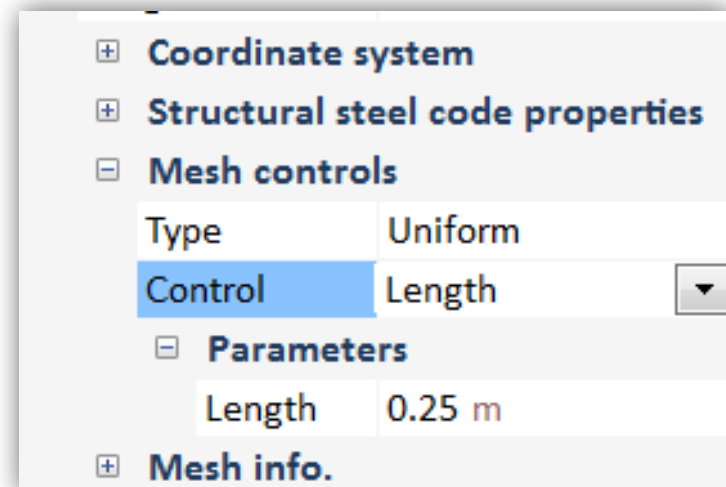 Coordinate system
Structural steel code properties
Mesh controls
Type Uniform
Control Length
Parameters
Length 0.25 m
Mesh info.